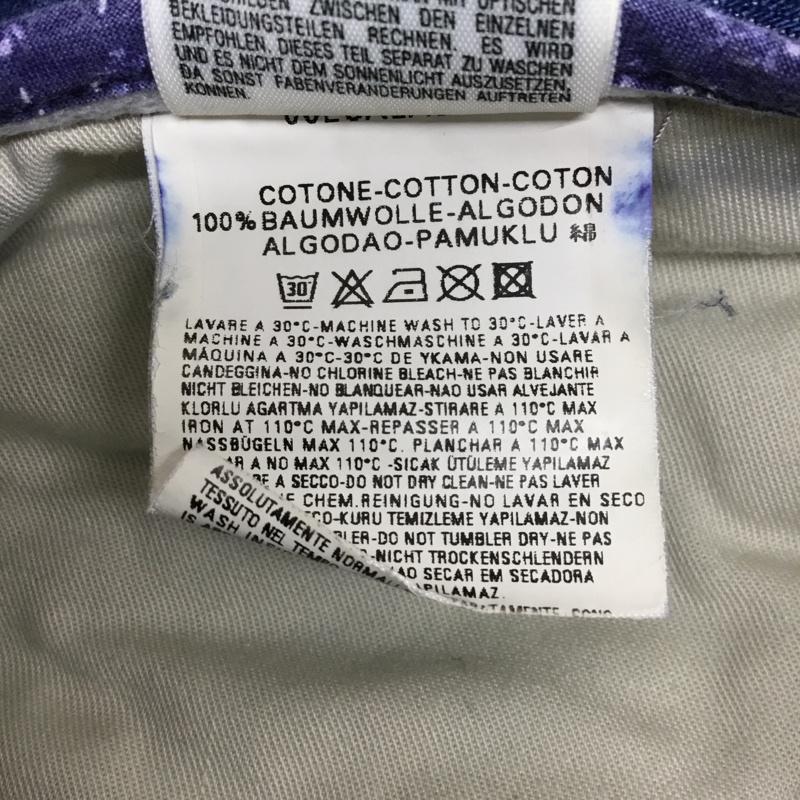 ZWISCHEN DEN EINZELNEN
BEKLEIDUNGSTEILEN RECHNEN. ES WIRD
EMPFOHLEN, DIESES TEIL SEPARAT ZU WASCHEN
UND ES NICHT DEM SONNENLICHT AUSZUSETZEN,
DA SONST FABENVERANDERUNGEN AUFTRETEN
KONNEN.
COTONE-COTTON-COTON
100% BAUMWOLLE-ALGODON
ALGODAO-PAMUKLU 綿
30
LAVARE A 30°C-MACHINE WASH TO 30°C-LAVER A
MACHINE A 30°C-WASCHMASCHINE A 30°C-LAVAR A
MÁQUINA A 30°C-30°C DE YKAMA-NON USARE
CANDEGGINA-NO CHLORINE BLEACH-NE PAS BLANCHIR
NICHT BLEICHEN-NO BLANQUEAR-NAO USAR ALVEJANTE
KLORLU AGARTMA YAPILAMAZ-STIRARE A 110°C MAX
IRON AT 110°C MAX-REPASSER A 110°C MAX
NASSBÜGELN MAX 110°C. PLANCHAR A 110°C MAX
A NO MAX 110°C -SICAK ÜTÜLEME YAPILAMAZ
A SECCO-DO NOT DRY CLEAN-NE PAS LAVER
CHEM.REINIGUNG-NO LAVAR EN SECO
KURU TEMIZLEME YAPILAMAZ-NON
DO NOT TUMBLER DRY-NE PAS
-NICHT TROCKENSCHLENDERN
SECAR EM SECADORA
ASSOLUTAMENTE
TESSUTO NEL
WASH